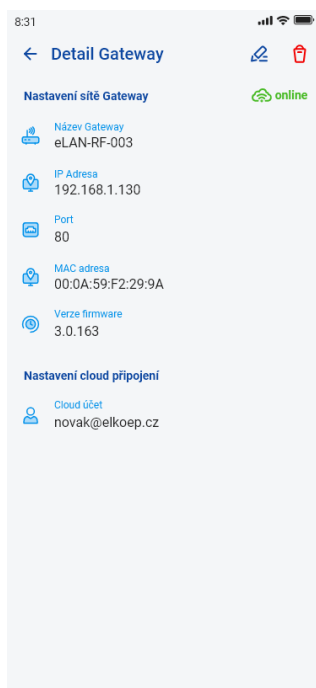 8:31
Detail Gateway
Nastavení sítě Gateway
online
Název Gateway
eLAN-RF-003
IP Adresa
192.168.1.130
Port
80
MAC adresa
00:0A:59:F2:29:9A
Verze firmware
3.0.163
Nastavení cloud připojení
Cloud účet
novak@elkoep.cz